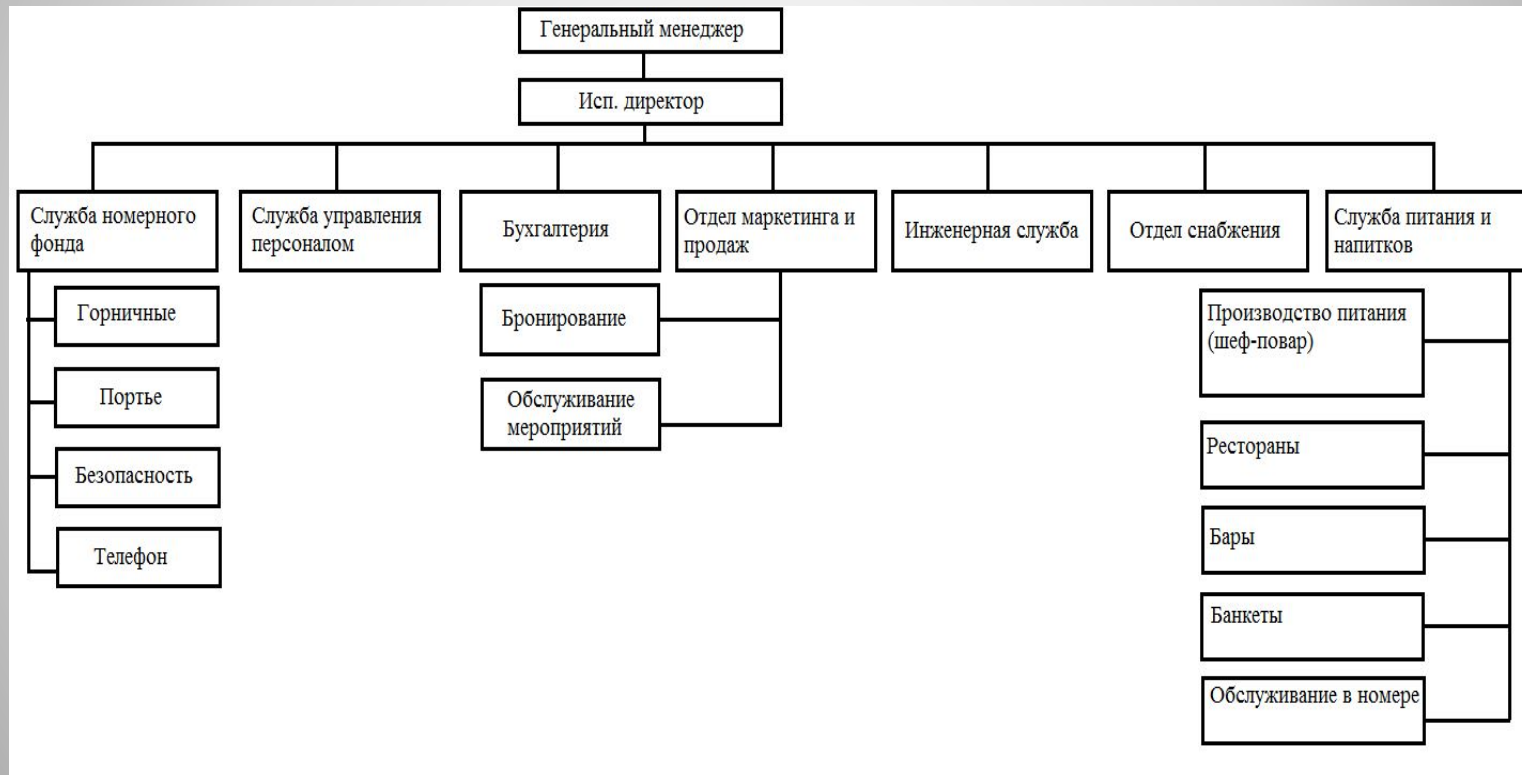 Генеральный менеджер
Исп. директор
Служба номерного
фонда
Служба управления
персоналом
Бухгалтерия
Отдел маркетинга и
продаж
Инженерная служба
Отдел снабжения
Служба питания и
напитков
Горничные
Портье
Безопасность
Телефон
Бронирование
Обслуживание
мероприятий
Производство питания
(шеф-повар)
Рестораны
Бары
Банкеты
Обслуживание в номере